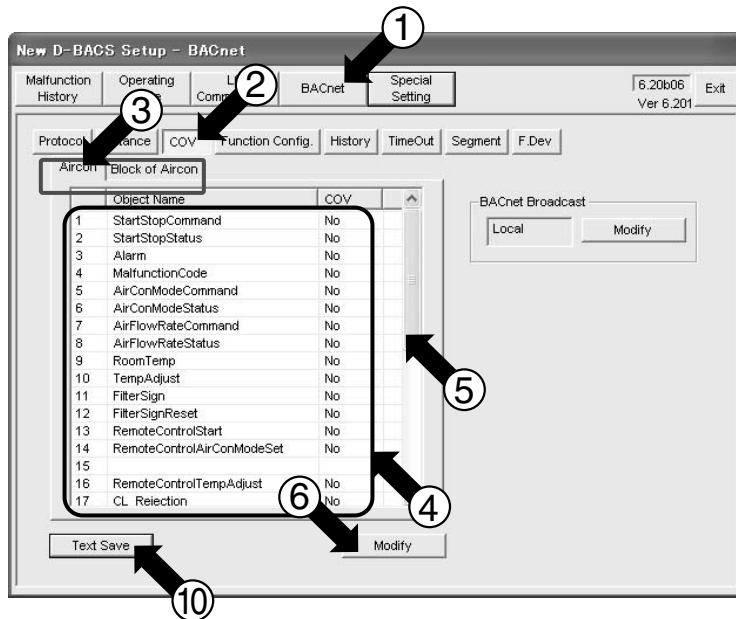 ①
New D-BACS Setup - BACnet
Malfunction History
Operating
BACnet
Special Setting
6.20b06
Ver 6.201
Exit
②
③
Protocol
COV
Function Config.
History
TimeOut
Segment
F.Dev
Aircon
Block of Aircon
Object Name COV
1 StartStopCommand No
2 StartStopStatus No
3 Alarm No
4 MalfunctionCode No
5 AirConModeCommand No
6 AirConModeStatus No
7 AirFlowRateCommand No
8 AirFlowRateStatus No
9 RoomTemp No
10 TempAdjust No
11 FilterSign No
12 FilterSignReset No
13 RemoteControlStart No
14 RemoteControlAirConModeSet No
15
16 RemoteControlTempAdjust No
17 CL Rejection No
BACnet Broadcast
Local
Modify
⑤
④
⑥
Text Save
Modify
⑩